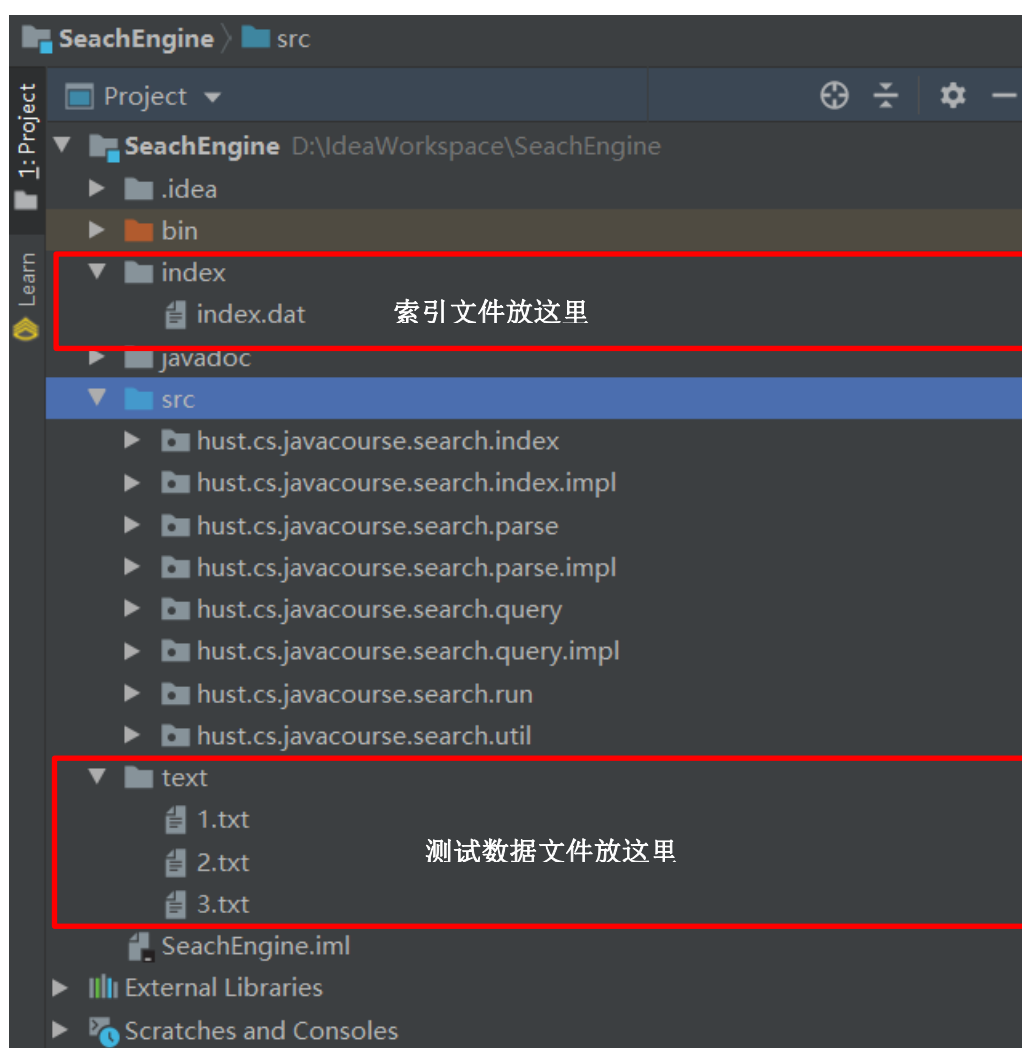 SeachEngine src
1: Project
Learn
Project
SeachEngine D:\IdeaWorkspace\SeachEngine
.idea
bin
index
index.dat 索引文件放这里
javadoc
src
hust.cs.javacourse.search.index
hust.cs.javacourse.search.index.impl
hust.cs.javacourse.search.parse
hust.cs.javacourse.search.parse.impl
hust.cs.javacourse.search.query
hust.cs.javacourse.search.query.impl
hust.cs.javacourse.search.run
hust.cs.javacourse.search.util
text
1.txt
测试数据文件放这里
2.txt
3.txt
SeachEngine.iml
External Libraries
Scratches and Consoles